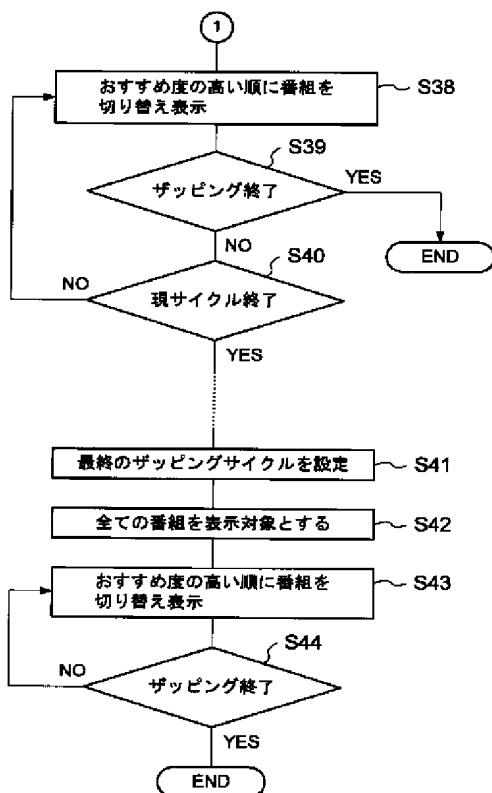 1
おすすめ度の高い順に番組を
切り替え表示
S38
S39
ザッピング終了
YES
END
NO
S40
NO
現サイクル終了
YES
最終のザッピングサイクルを設定
S41
全ての番組を表示対象とする
S42
おすすめ度の高い順に番組を
切り替え表示
S43
S44
NO
ザッピング終了
YES
END